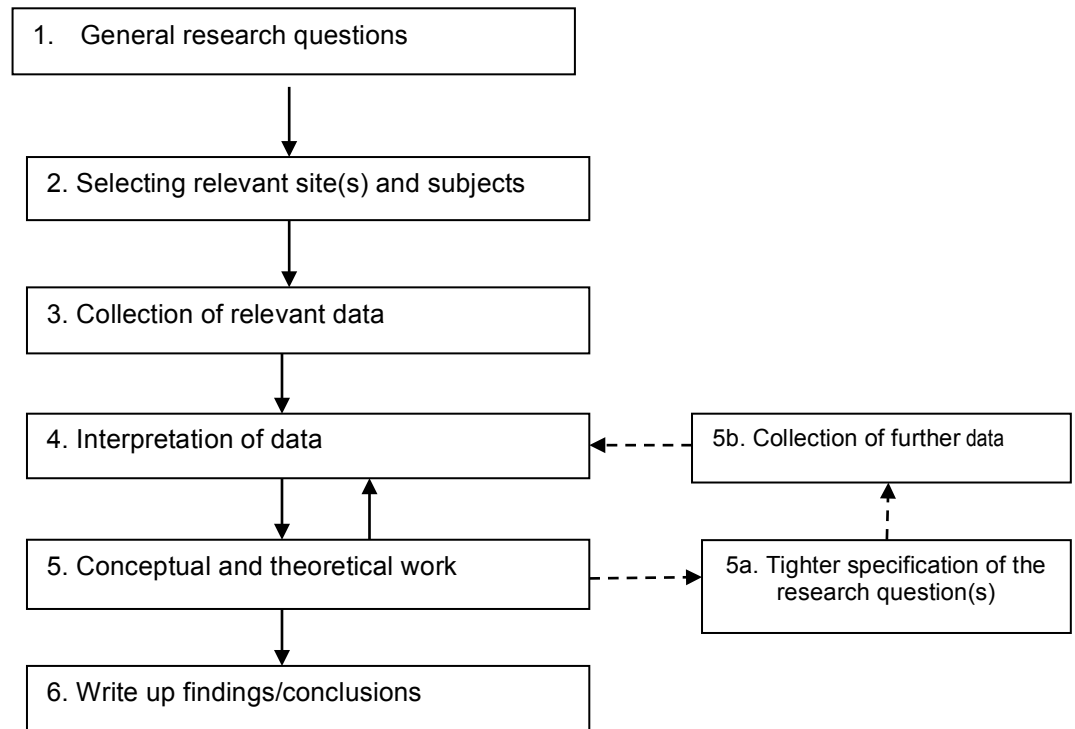 1. General research questions
2. Selecting relevant site(s) and subjects
3. Collection of relevant data
4. Interpretation of data
5b. Collection of further data
5. Conceptual and theoretical work
5a. Tighter specification of the
research question(s)
6. Write up findings/conclusions